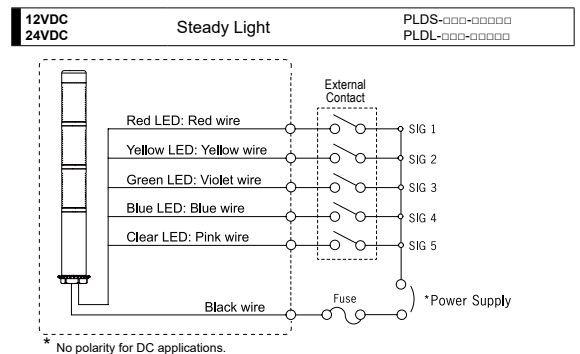 12VDC
24VDC
Steady Light
PLDS-□□□-□□□□□
PLDL-□□□-□□□□□
External
Contact
Red LED: Red wire
SIG 1
Yellow LED: Yellow wire
SIG 2
Green LED: Violet wire
SIG 3
Blue LED: Blue wire
SIG 4
Clear LED: Pink wire
SIG 5
Black wire
Fuse
*Power Supply
* No polarity for DC applications.